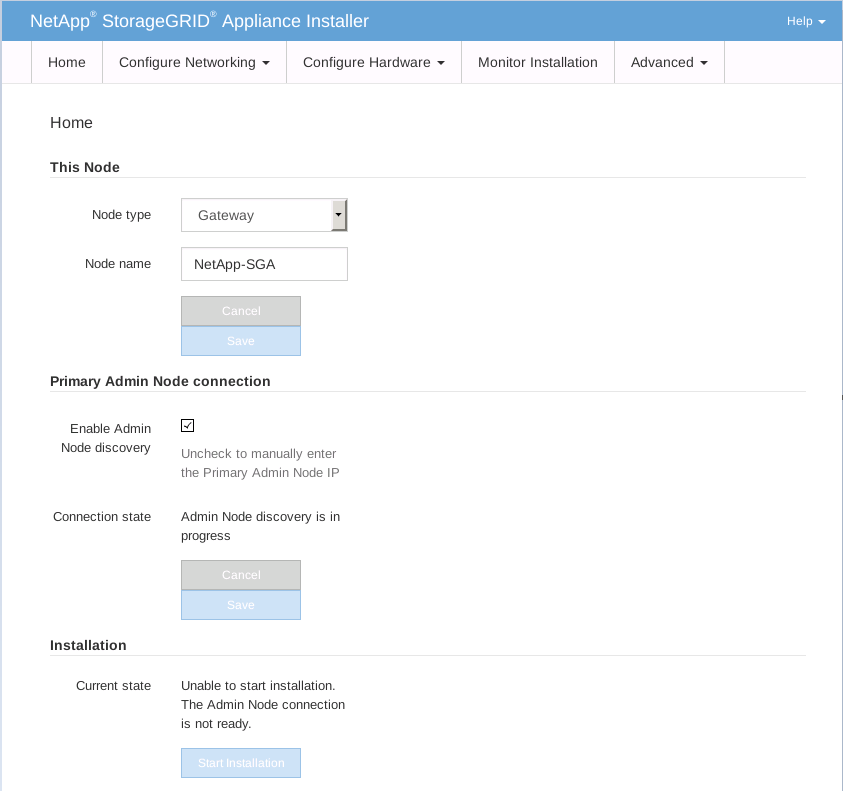 NetApp® StorageGRID® Appliance Installer
Help
Home
Configure Networking
Configure Hardware
Monitor Installation
Advanced
Home
This Node
Node type
Gateway
Node name
NetApp-SGA
Cancel
Save
Primary Admin Node connection
Enable Admin
Node discovery
Uncheck to manually enter
the Primary Admin Node IP
Connection state
Admin Node discovery is in
progress
Cancel
Save
Installation
Current state
Unable to start installation.
The Admin Node connection
is not ready.
Start Installation